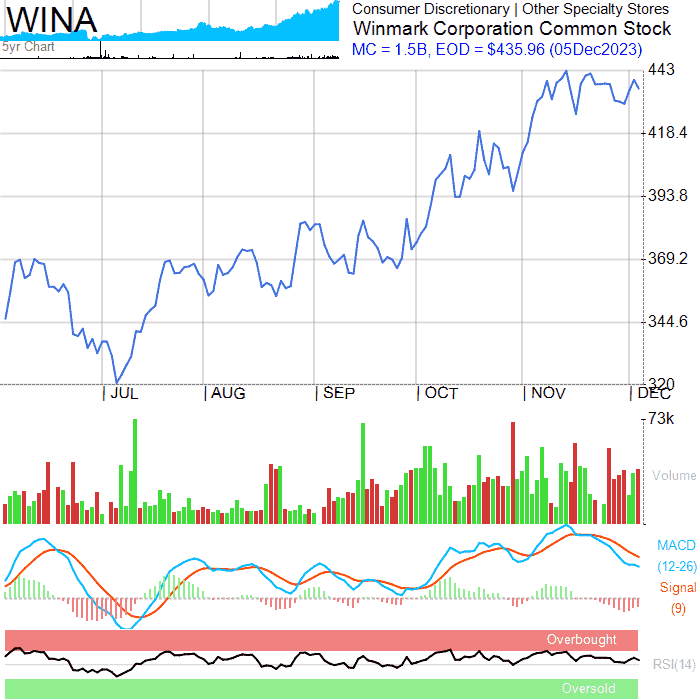 WINA
5yr Chart
Consumer Discretionary | Other Specialty Stores
Winmark Corporation Common Stock
MC = 1.5B, EOD = $435.96 (05Dec2023)
443
418.4
393.8
369.2
344.6
320
| JUL | AUG | SEP | OCT | NOV | DEC
73k
Volume
MACD
(12-26)
Signal
(9)
Overbought
RSI(14)
Oversold